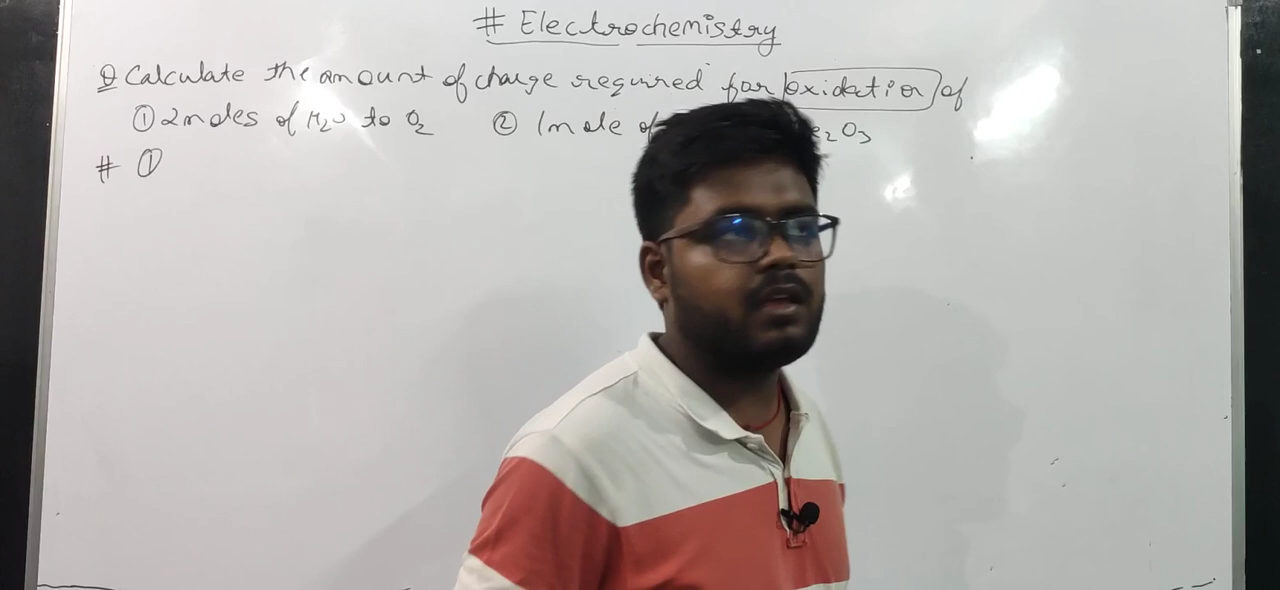 # Electrochemistry
Q Calculate the amount of charge required for oxidation of
① 2 moles of H₂O to O₂ ② 1 mole of e₂O₃
# ①